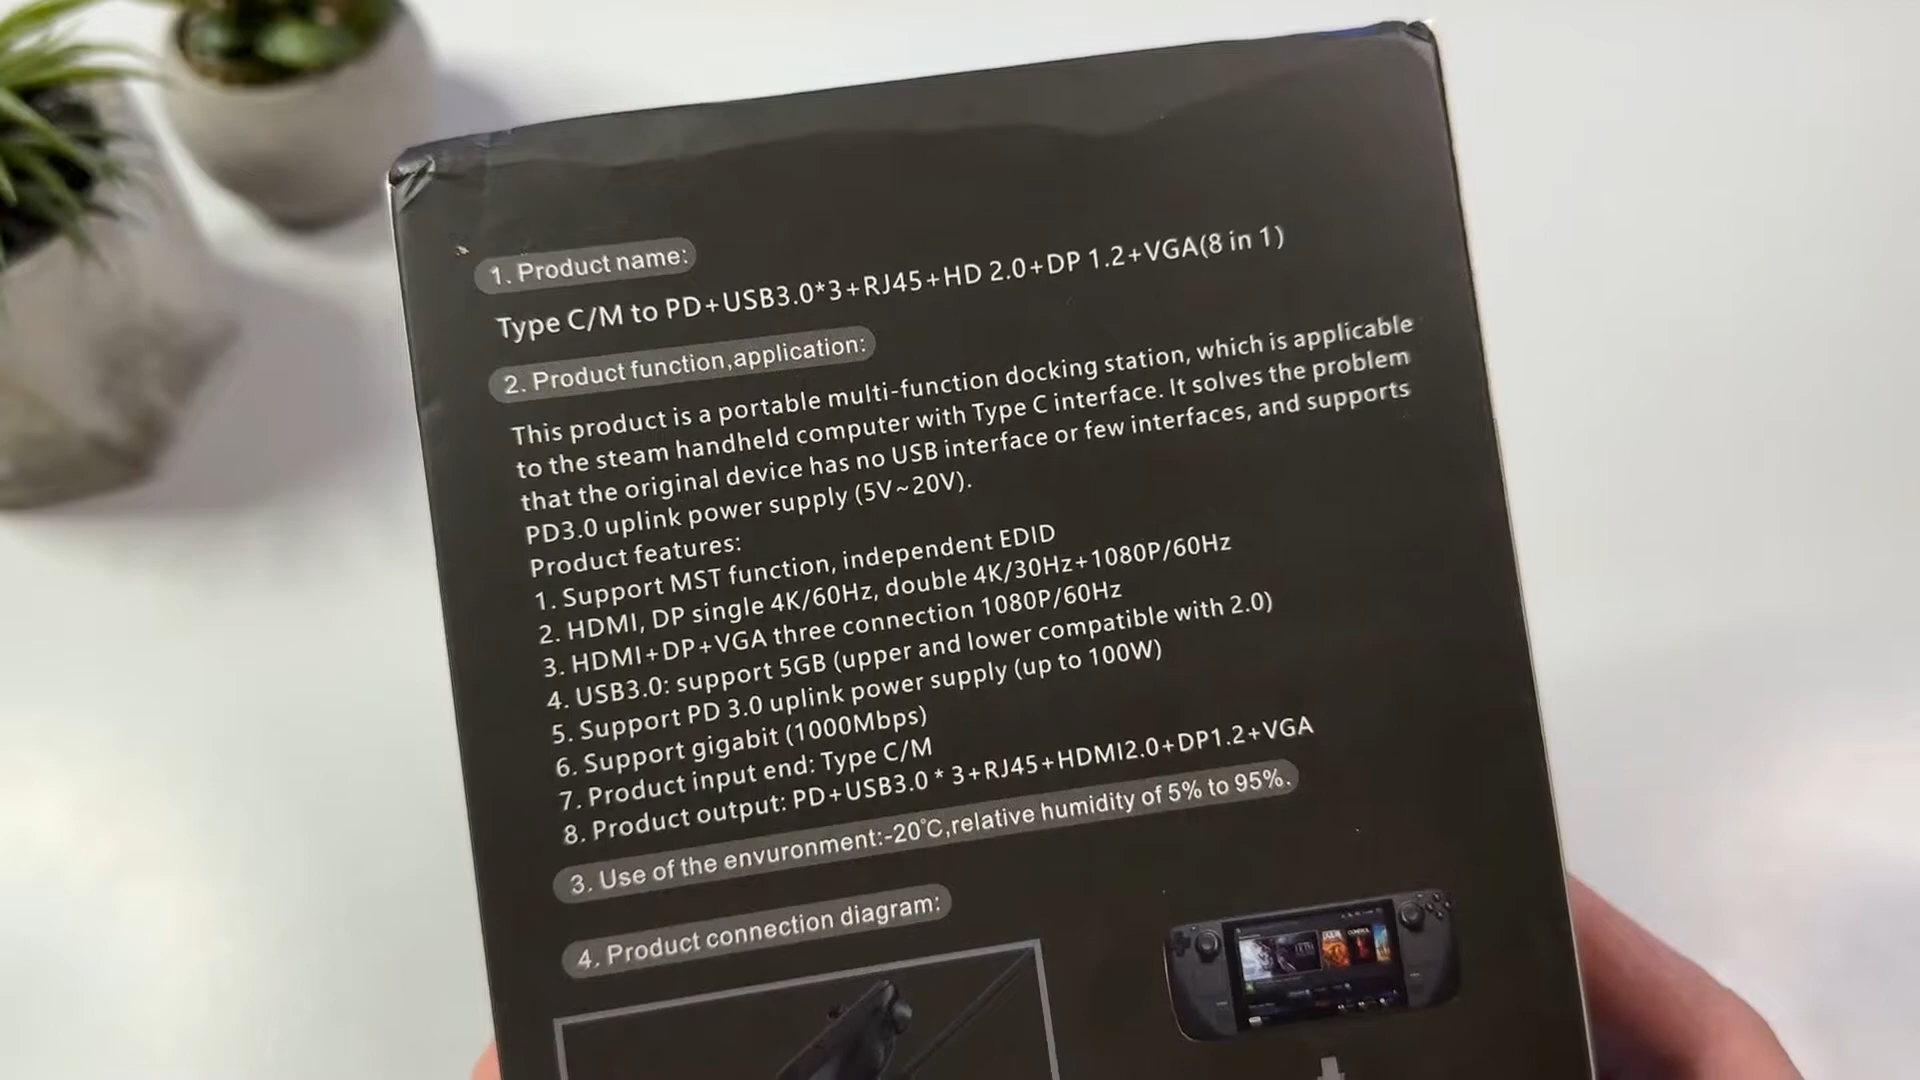 1. Product name:
Type C/M to PD+USB3.0*3+RJ45+HD 2.0+DP 1.2+VGA(8 in 1)
2. Product function,application:
This product is a portable multi-function docking station, which is applicable
to the steam handheld computer with Type C interface. It solves the problem
that the original device has no USB interface or few interfaces, and supports
PD3.0 uplink power supply (5V~20V).
Product features:
1. Support MST function, independent EDID
2. HDMI, DP single 4K/60Hz, double 4K/30Hz+1080P/60Hz
3. HDMI+DP+VGA three connection 1080P/60Hz
4. USB3.0: support 5GB (upper and lower compatible with 2.0)
5. Support PD 3.0 uplink power supply (up to 100W)
6. Support gigabit (1000Mbps)
7. Product input end: Type C/M
8. Product output: PD+USB3.0 * 3+RJ45+HDMI2.0+DP1.2+VGA
3. Use of the envuronment:-20℃,relative humidity of 5% to 95%.
4. Product connection diagram: